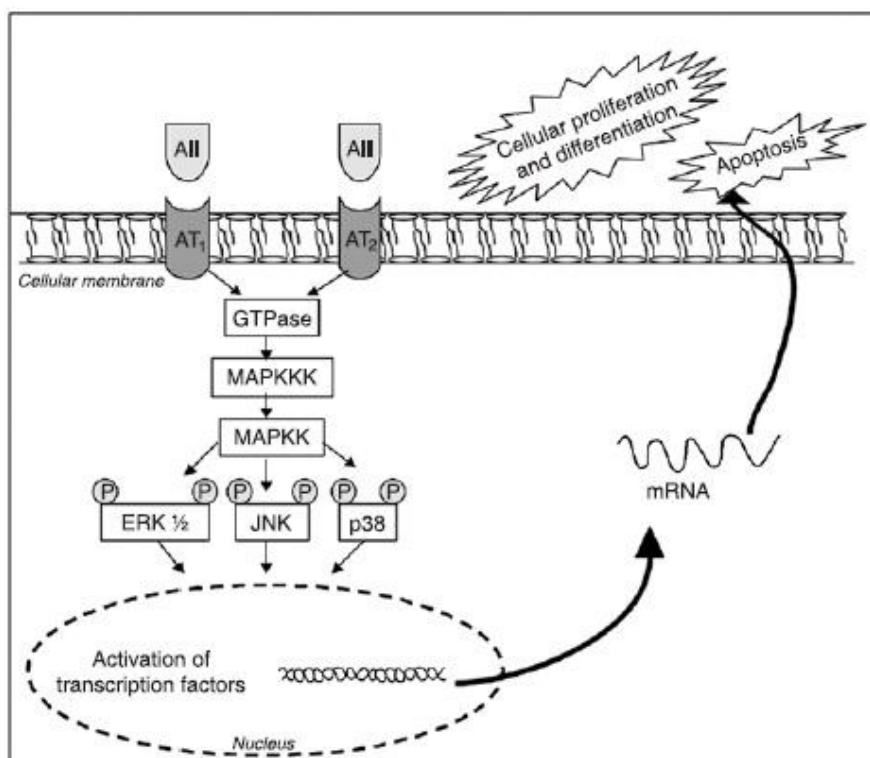 Cellular proliferation
and differentiation
Apoptosis
AII
AII
AT₁
AT₂
Cellular membrane
GTPase
MAPKKK
MAPKK
P
P
P
P
P
P
ERK ½
JNK
p38
mRNA
Activation of
transcription factors
Nucleus